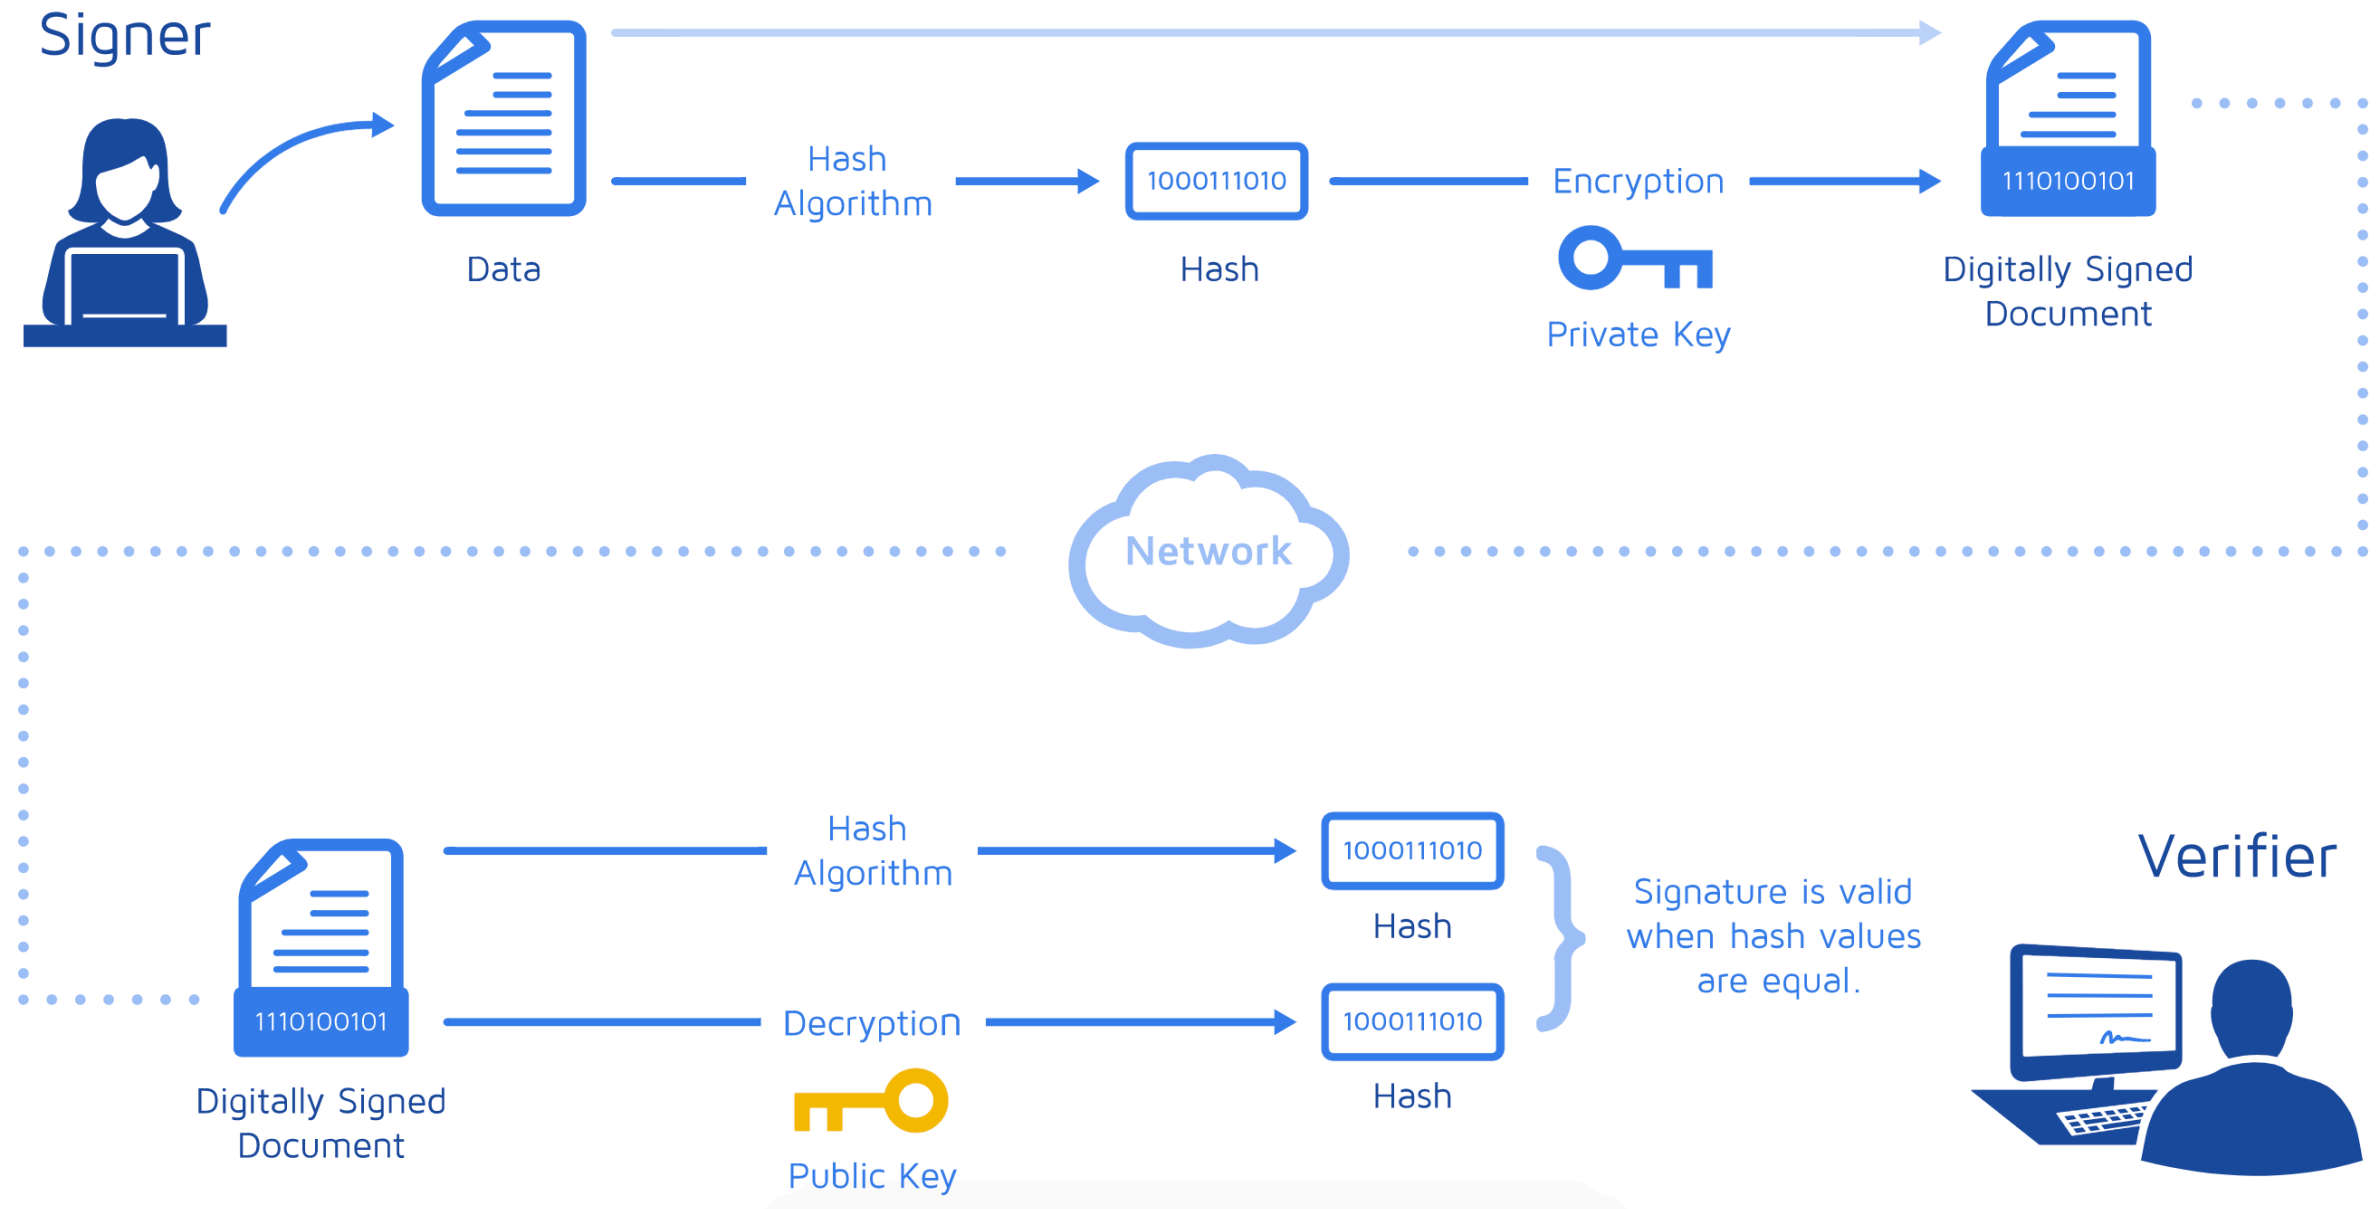 Signer
Hash
Algorithm
1000111010
Encryption
1110100101
Data
Hash
Digitally Signed
Document
Private Key
Network
Hash
Algorithm
1000111010
Hash
Verifier
Signature is valid
when hash values
are equal.
1110100101
Decryption
1000111010
Hash
Digitally Signed
Document
Public Key